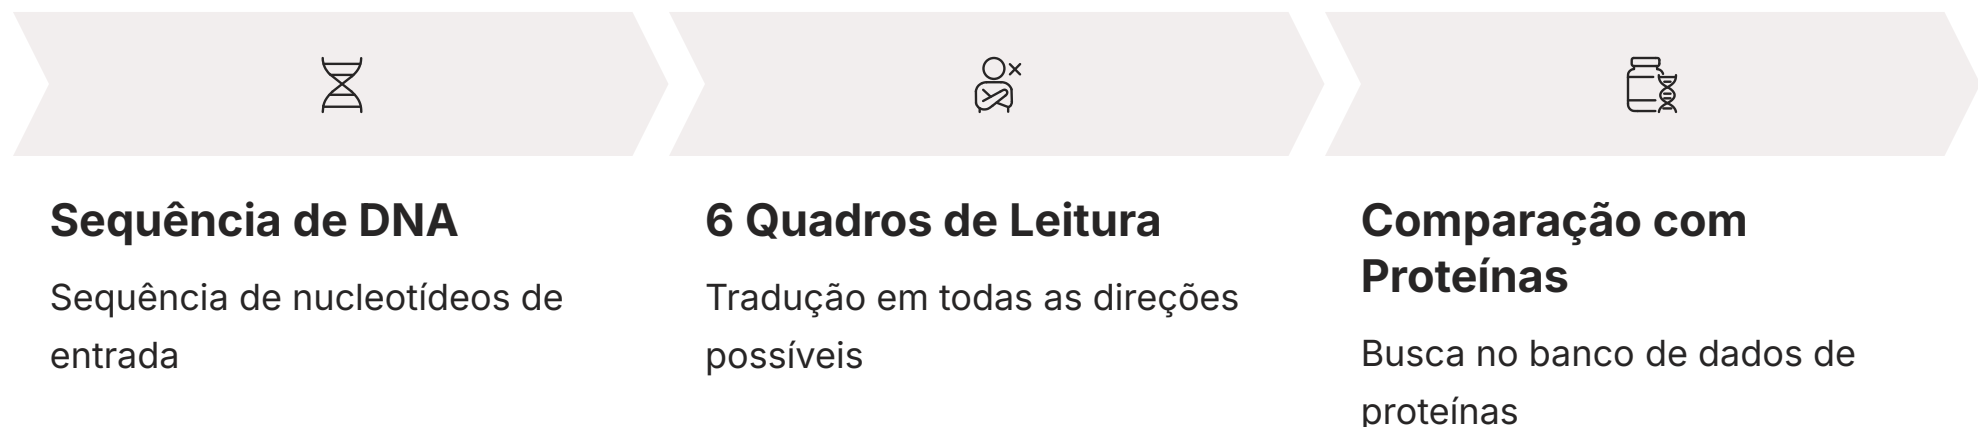 Sequência de DNA
Sequência de nucleotídeos de
entrada
6 Quadros de Leitura
Tradução em todas as direções
possíveis
Comparação com
Proteínas
Busca no banco de dados de
proteínas